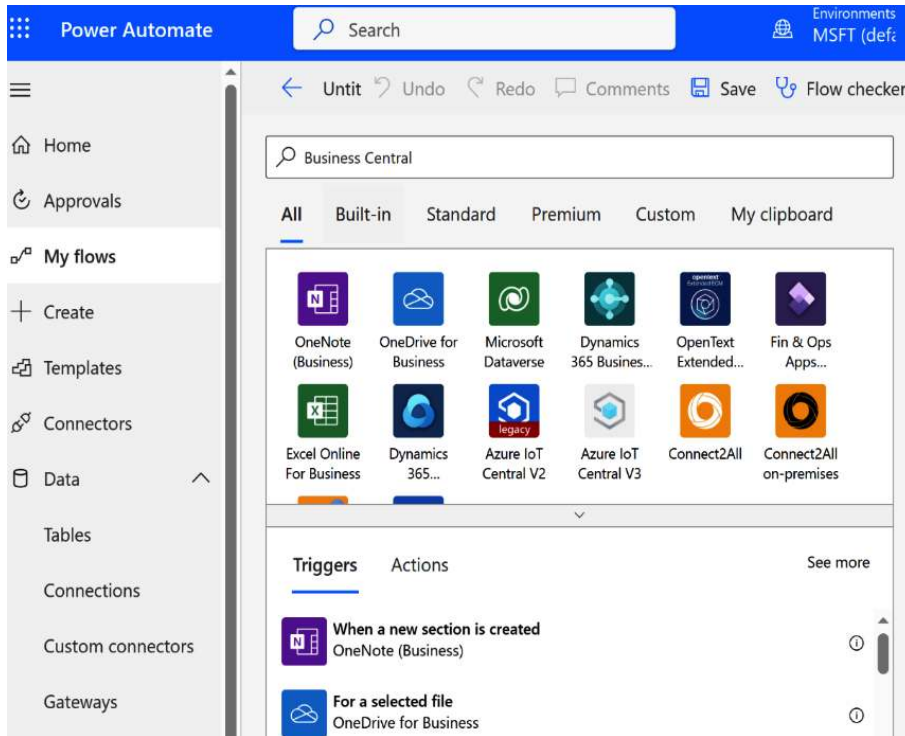 Power Automate
Search
Environments
MSFT (defa
Untit
Undo
Redo
Comments
Save
Flow checker
Home
Approvals
My flows
Create
Templates
Connectors
Data
Tables
Connections
Custom connectors
Gateways
Business Central
All
Built-in
Standard
Premium
Custom
My clipboard
OneNote
(Business)
OneDrive for
Business
Microsoft
Dataverse
Dynamics
365 Busines...
opentext
OpenText
Extended...
Fin & Ops
Apps...
Excel Online
For Business
Dynamics
365...
legacy
Azure IoT
Central V2
Azure IoT
Central V3
Connect2All
Connect2All
on-premises
Triggers
Actions
See more
When a new section is created
OneNote (Business)
For a selected file
OneDrive for Business